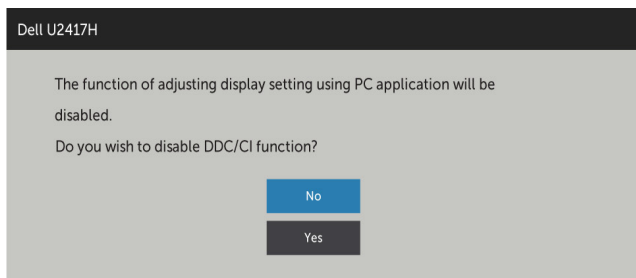 Dell U2417H
The function of adjusting display setting using PC application will be
disabled.
Do you wish to disable DDC/CI function?
No
Yes